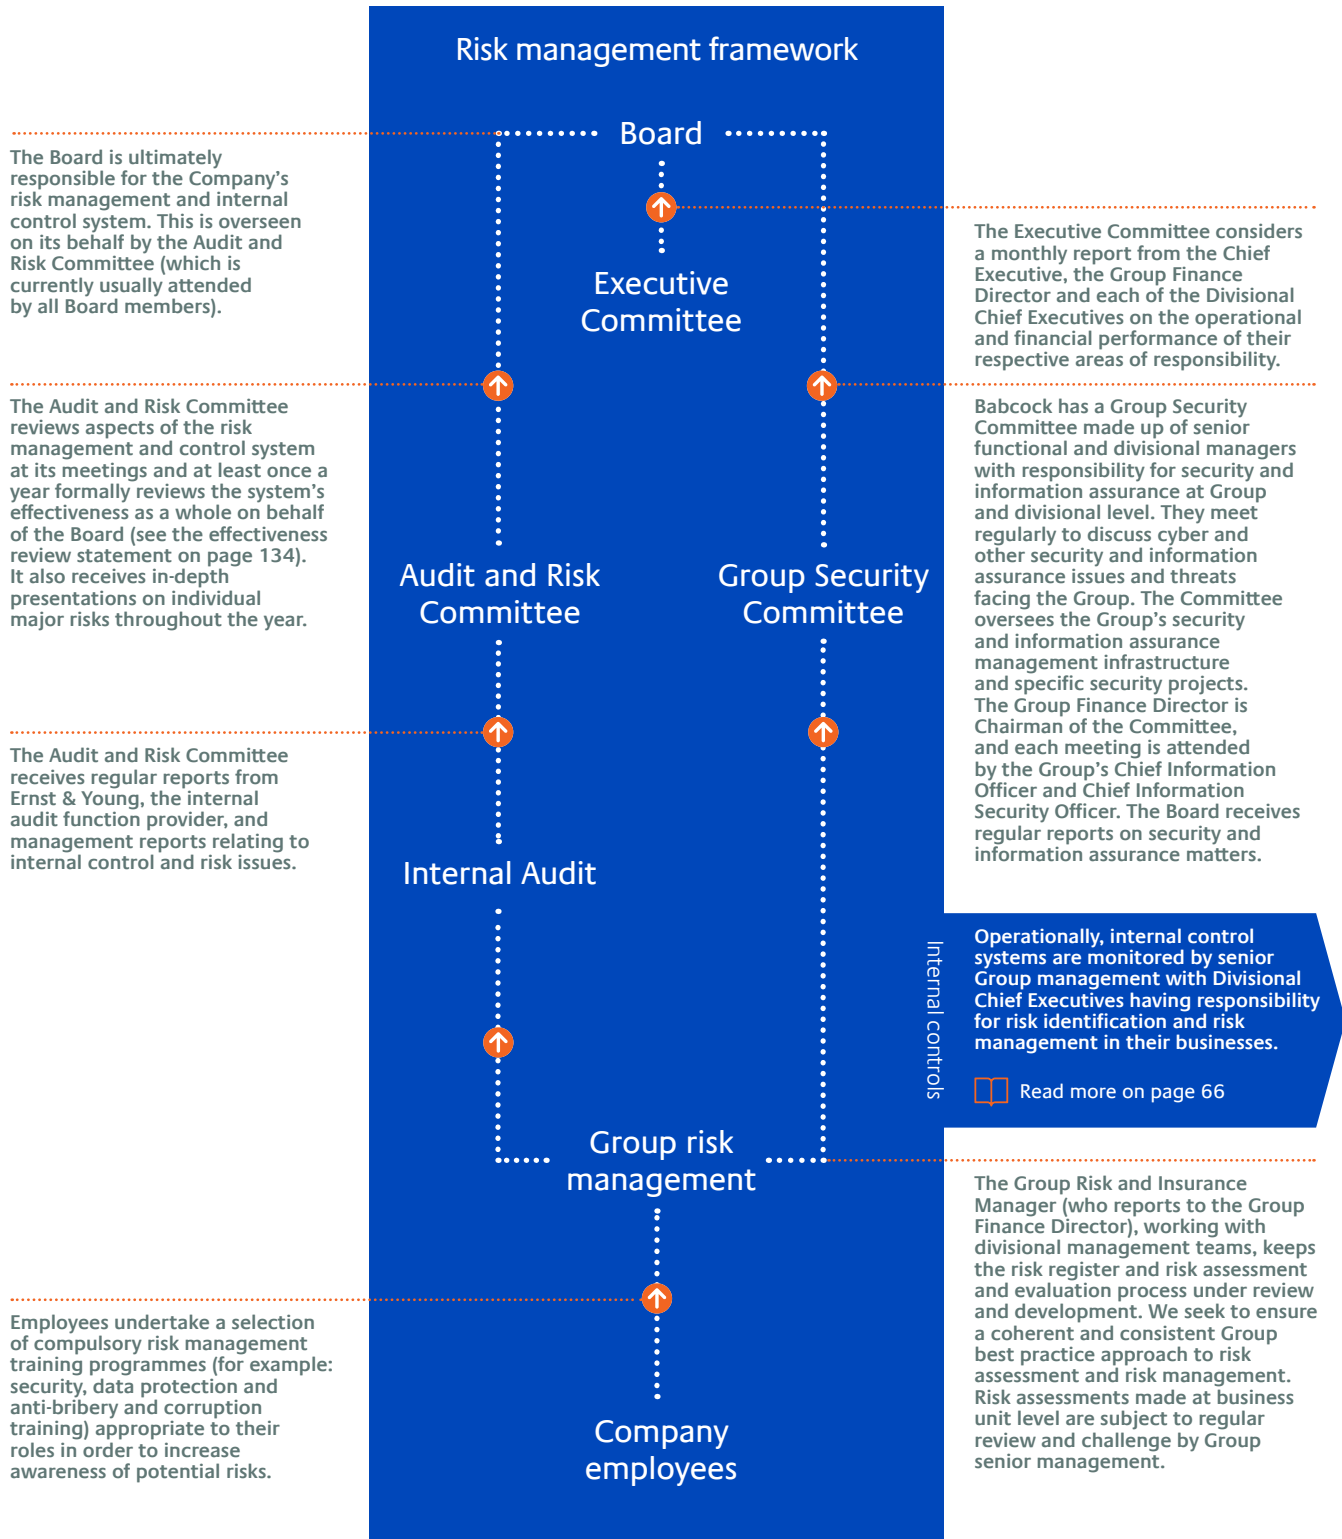 Risk management framework
Board
The Board is ultimately
responsible for the Company's
risk management and internal
control system. This is overseen
on its behalf by the Audit and
Risk Committee (which is
currently usually attended
by all Board members).
Executive
Committee
The Executive Committee considers
a monthly report from the Chief
Executive, the Group Finance
Director and each of the Divisional
Chief Executives on the operational
and financial performance of their
respective areas of responsibility.
The Audit and Risk Committee
reviews aspects of the risk
management and control system
at its meetings and at least once a
year formally reviews the system's
effectiveness as a whole on behalf
of the Board (see the effectiveness
review statement on page 134).
It also receives in-depth
presentations on individual
major risks throughout the year.
Audit and Risk
Committee
Group Security
Committee
Babcock has a Group Security
Committee made up of senior
functional and divisional managers
with responsibility for security and
information assurance at Group
and divisional level. They meet
regularly to discuss cyber and
other security and information
assurance issues and threats
facing the Group. The Committee
oversees the Group's security
and information assurance
management infrastructure
and specific security projects.
The Group Finance Director is
Chairman of the Committee,
and each meeting is attended
by the Group's Chief Information
Officer and Chief Information
Security Officer. The Board receives
regular reports on security and
information assurance matters.
The Audit and Risk Committee
receives regular reports from
Ernst & Young, the internal
audit function provider, and
management reports relating to
internal control and risk issues.
Internal Audit
Internal controls
Operationally, internal control
systems are monitored by senior
Group management with Divisional
Chief Executives having responsibility
for risk identification and risk
management in their businesses.
Read more on page 66
Group risk
management
The Group Risk and Insurance
Manager (who reports to the Group
Finance Director), working with
divisional management teams, keeps
the risk register and risk assessment
and evaluation process under review
and development. We seek to ensure
a coherent and consistent Group
best practice approach to risk
assessment and risk management.
Risk assessments made at business
unit level are subject to regular
review and challenge by Group
senior management.
Employees undertake a selection
of compulsory risk management
training programmes (for example:
security, data protection and
anti-bribery and corruption
training) appropriate to their
roles in order to increase
awareness of potential risks.
Company
employees